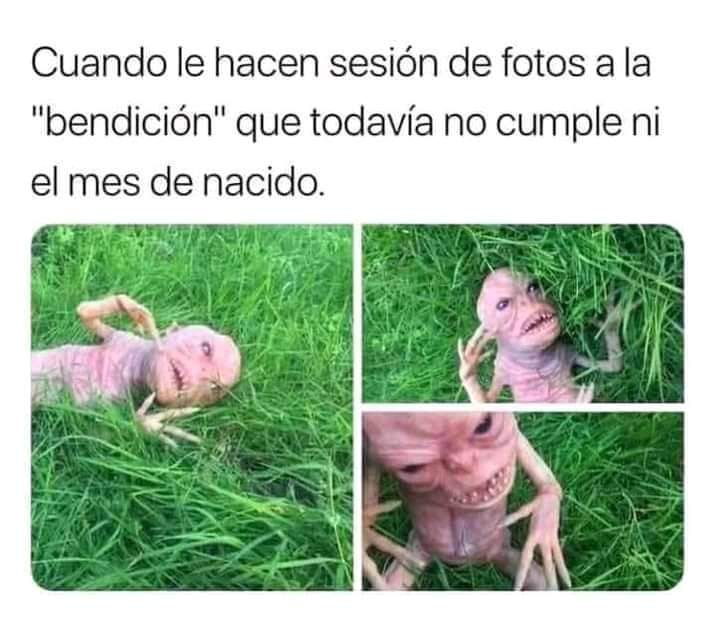 Cuando le hacen sesión de fotos a la
"bendición" que todavía no cumple ni
el mes de nacido.